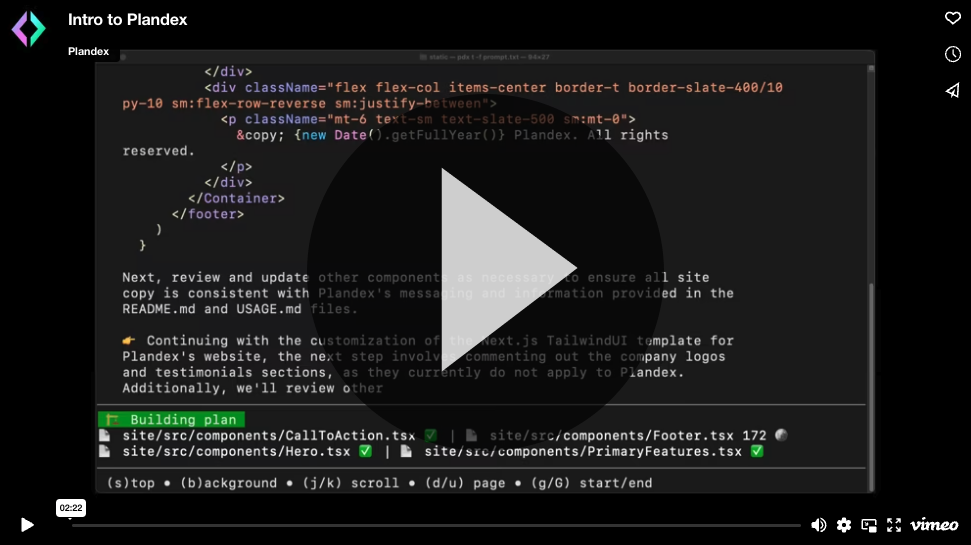 Intro to Plandex
Plandex
static — pdx t -f prompt.txt — 94×27
</div>
<div className="flex flex-col items-center border-t border-slate-400/10
py-10 sm:flex-row-reverse sm:justify-between">
<p className="mt-6 text-sm text-slate-500 sm:mt-0">
&copy; {new Date().getFullYear()} Plandex. All rights
reserved.
</p>
</div>
</Container>
</footer>
)
}
Next, review and update other components as necessary to ensure all site
copy is consistent with Plandex's messaging and information provided in the
README.md and USAGE.md files.
👉 Continuing with the customization of the Next.js TailwindUI template for
Plandex's website, the next step involves commenting out the company logos
and testimonials sections, as they currently do not apply to Plandex.
Additionally, we'll review other
Building plan
site/src/components/CallToAction.tsx ✅ | site/src/components/Footer.tsx 172
site/src/components/Hero.tsx ✅ | site/src/components/PrimaryFeatures.tsx ✅
(s)top • (b)ackground • (j/k) scroll • (d/u) page • (g/G) start/end
02:22
vimeo